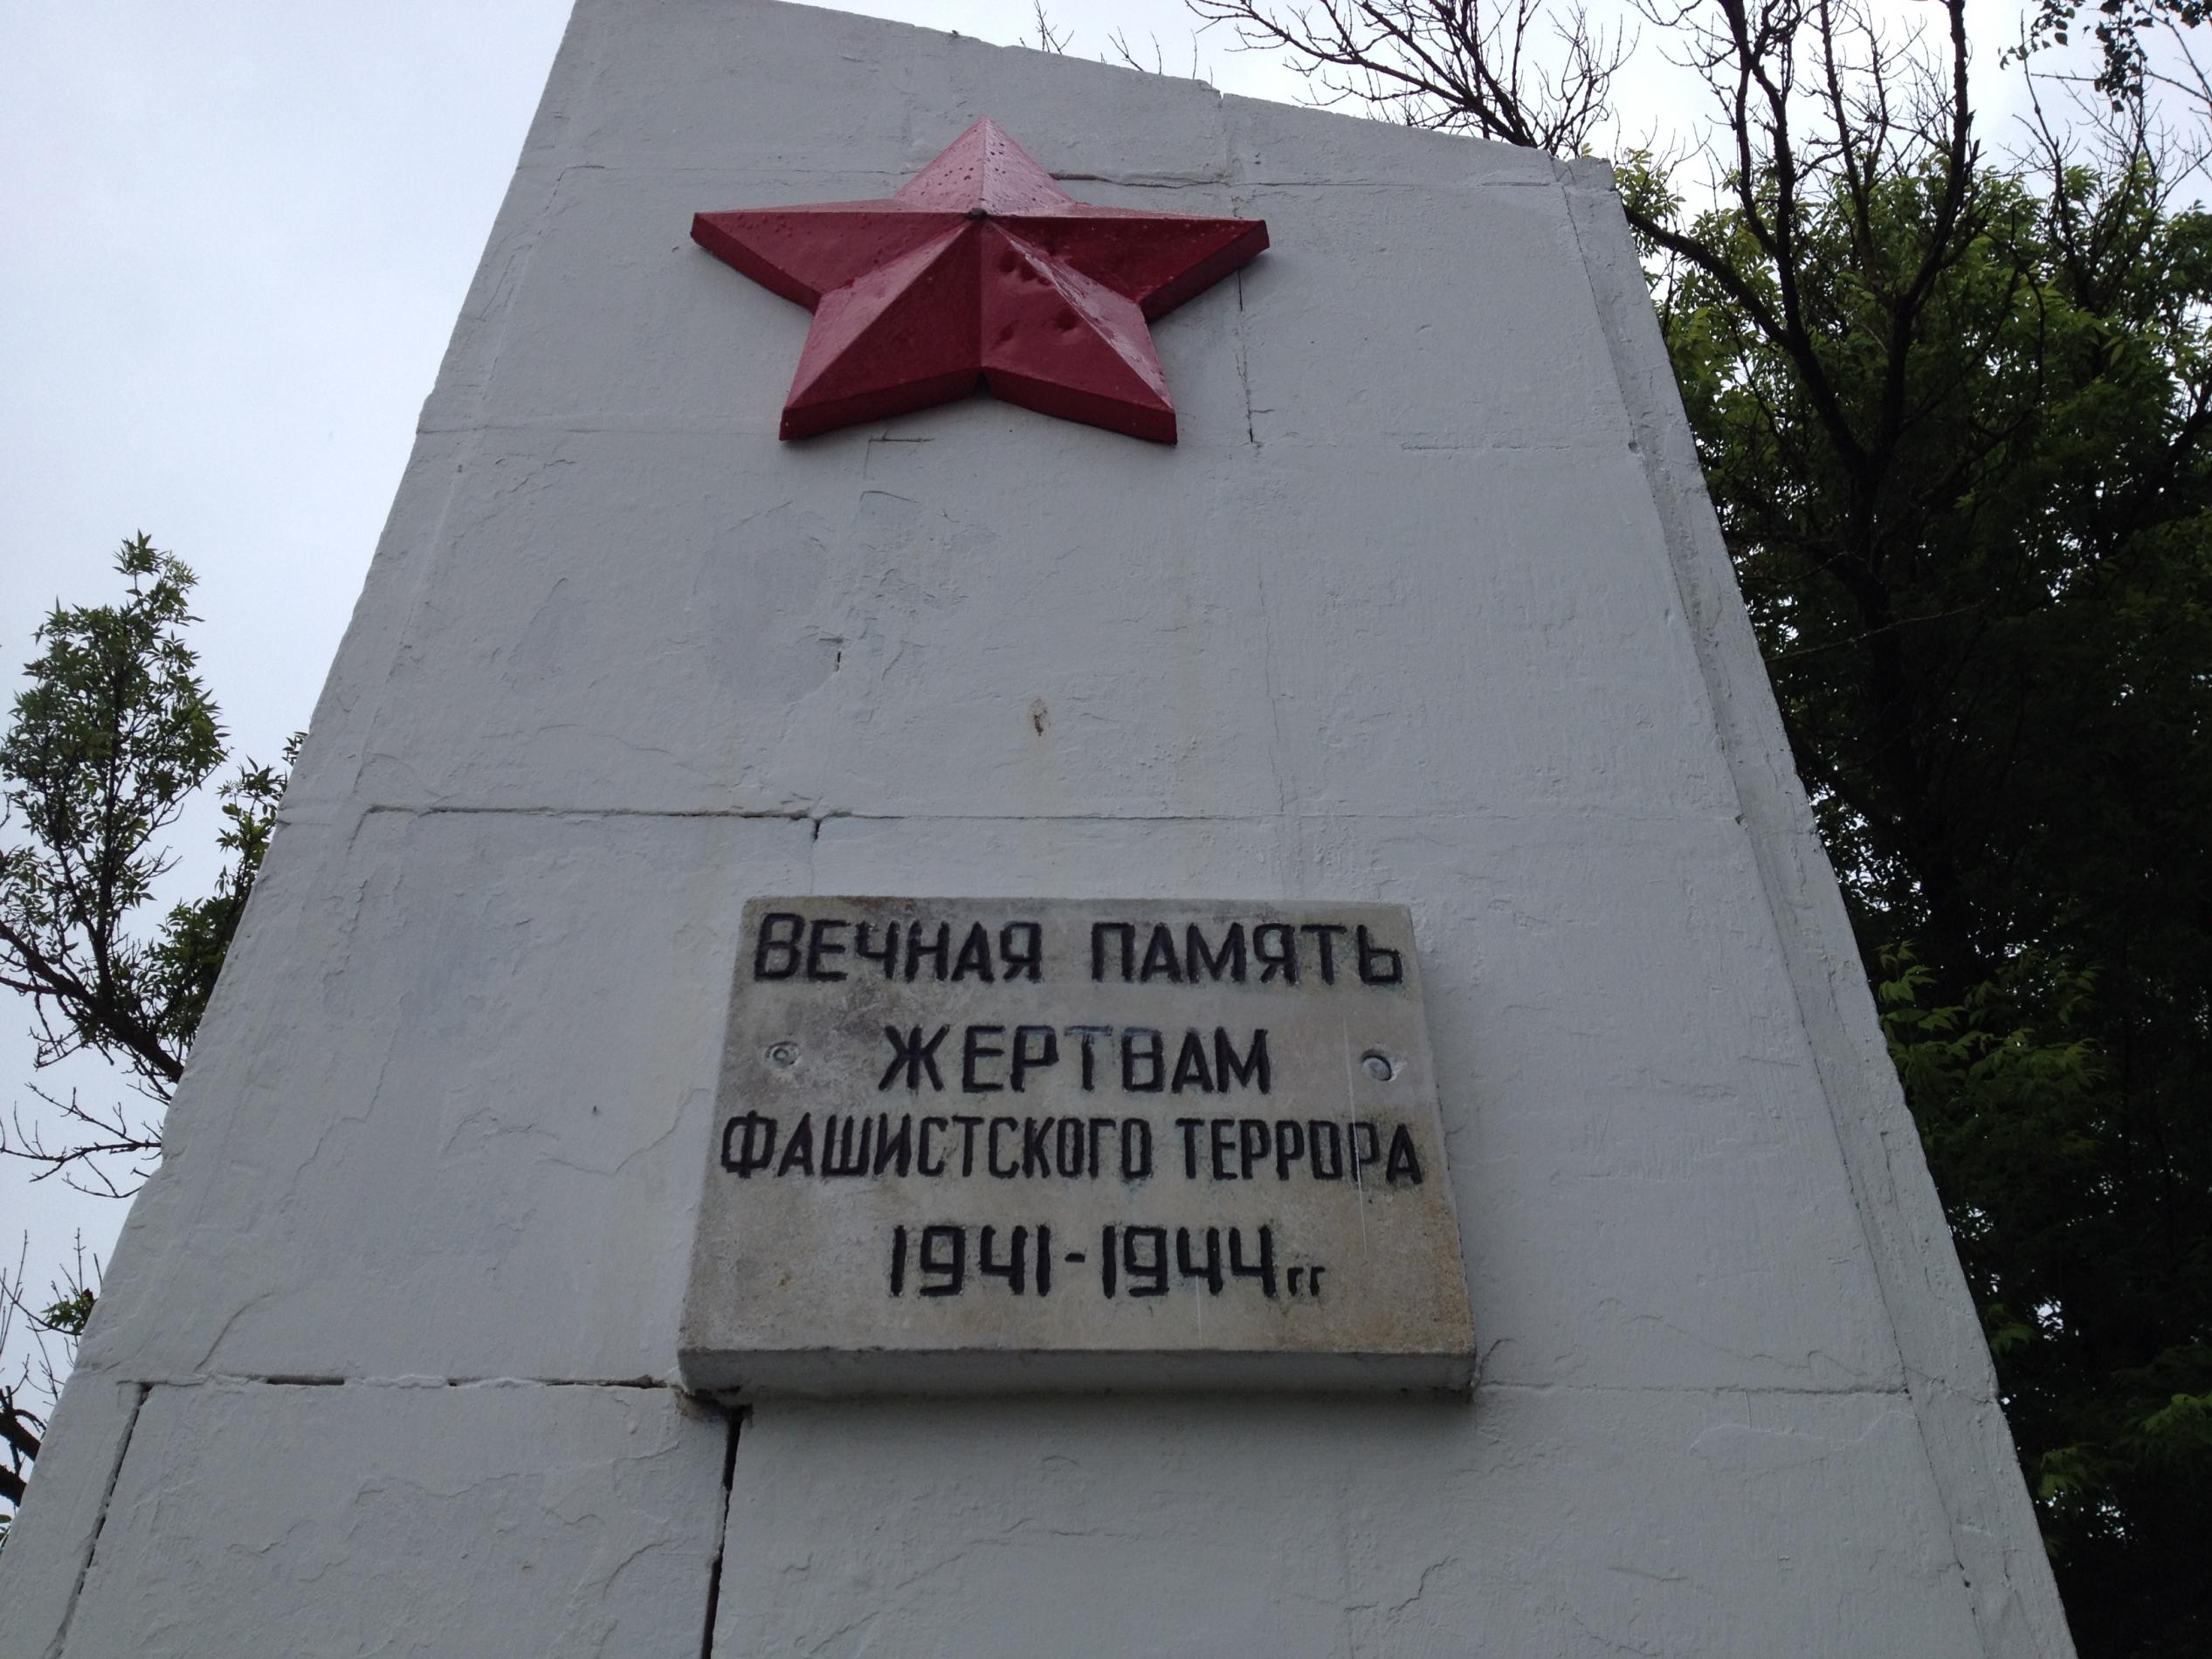 ВЕЧНАЯ ПАМЯТЬ
ЖЕРТВАМ
ФАШИСТСКОГО ТЕРРОРА
1941-1944гг